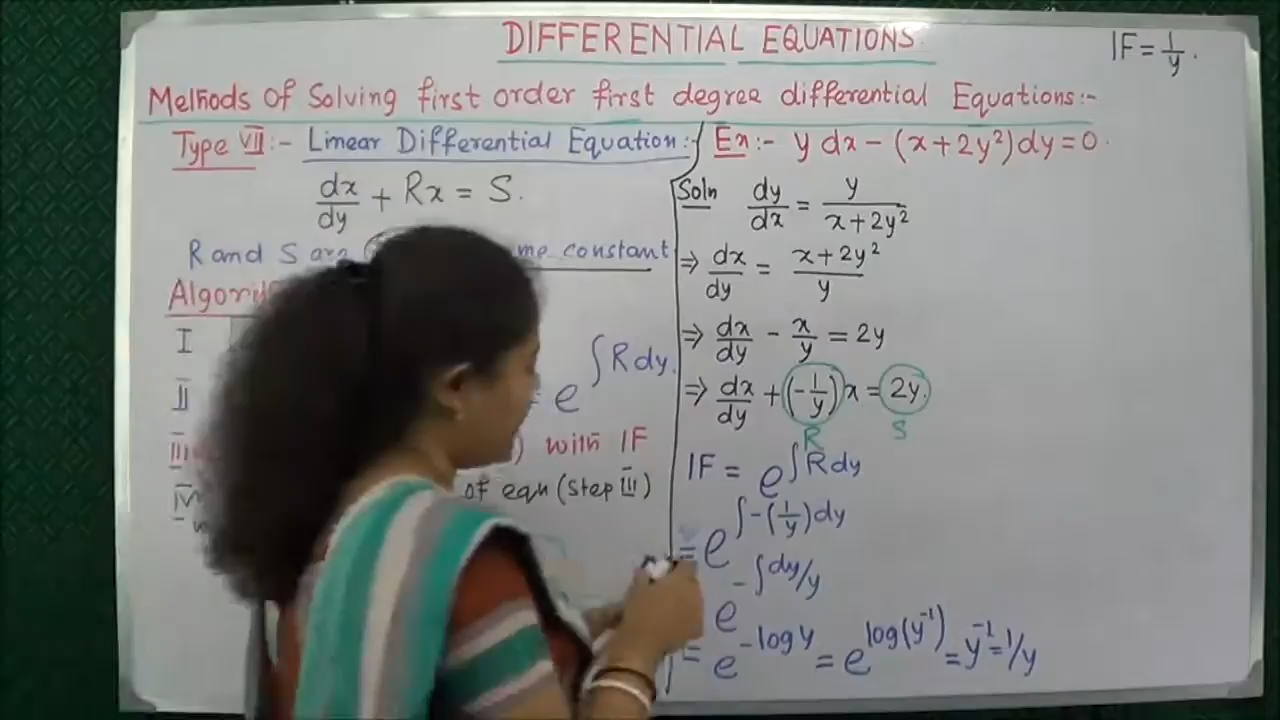 DIFFERENTIAL EQUATIONS
IF = 1/y.
Methods of Solving first order first degree differential Equations:-
Type VII:- Linear Differential Equation:-
dx/dy + Rx = S.
R and S are
me constant
Algori
I
II
e^∫R dy.
III
) with IF
IV
of eqn (Step III)
Ex:- y dx - (x + 2y²) dy = 0.
Soln dy/dx = y/(x + 2y²)
⇒ dx/dy = (x + 2y²)/y
⇒ dx/dy - x/y = 2y
⇒ dx/dy + (-1/y) x = 2y.
R S
IF = e^∫R dy
= e^∫-(1/y) dy
e^-∫dy/y
= e^-log y = e^log(y⁻¹) = y⁻¹ = 1/y